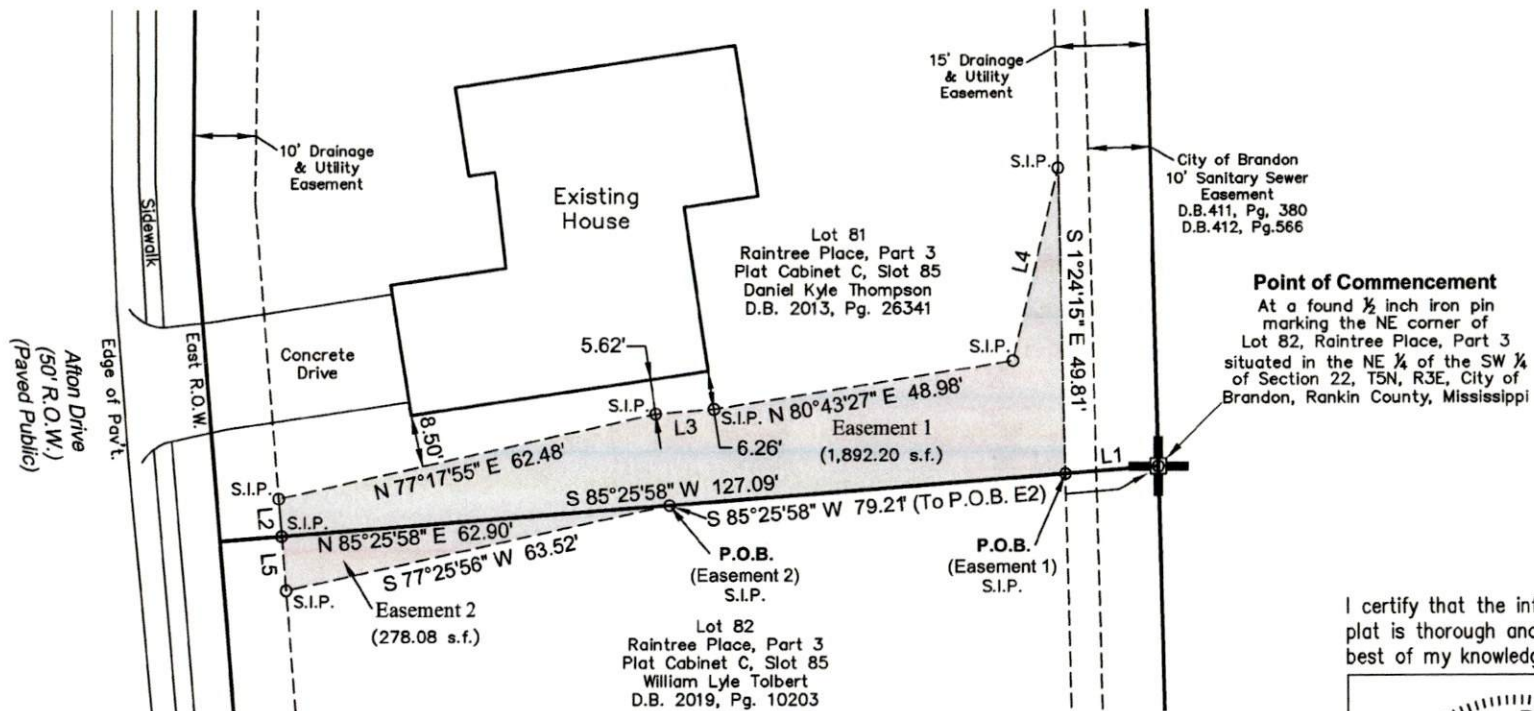 15' Drainage
& Utility
Easement
10' Drainage
& Utility
Easement
S.I.P.
City of Brandon
10' Sanitary Sewer
Easement
D.B.411, Pg, 380
D.B.412, Pg.566
Existing
House
Sidewalk
Lot 81
Raintree Place, Part 3
Plat Cabinet C, Slot 85
Daniel Kyle Thompson
D.B. 2013, Pg. 26341
L4
S 1°24'15" E 49.81'
Point of Commencement
At a found ½ inch iron pin
marking the NE corner of
Lot 82, Raintree Place, Part 3
situated in the NE ¼ of the SW ¼
of Section 22, T5N, R3E, City of
Brandon, Rankin County, Mississippi
Afton Drive
(50' R.O.W.)
(Paved Public)
Edge of Pav't.
East R.O.W.
Concrete
Drive
5.62'
S.I.P.
8.50'
S.I.P.
L3
S.I.P.
N 80°43'27" E 48.98'
6.26'
Easement 1
(1,892.20 s.f.)
L1
S.I.P.
N 77°17'55" E 62.48'
L2
S.I.P.
S 85°25'58" W 127.09'
S 85°25'58" W 79.21' (To P.O.B. E2)
N 85°25'58" E 62.90'
L5
S 77°25'56" W 63.52'
S.I.P.
Easement 2
(278.08 s.f.)
P.O.B.
(Easement 2)
S.I.P.
P.O.B.
(Easement 1)
S.I.P.
Lot 82
Raintree Place, Part 3
Plat Cabinet C, Slot 85
William Lyle Tolbert
D.B. 2019, Pg. 10203
I certify that the inf
plat is thorough and
best of my knowledg